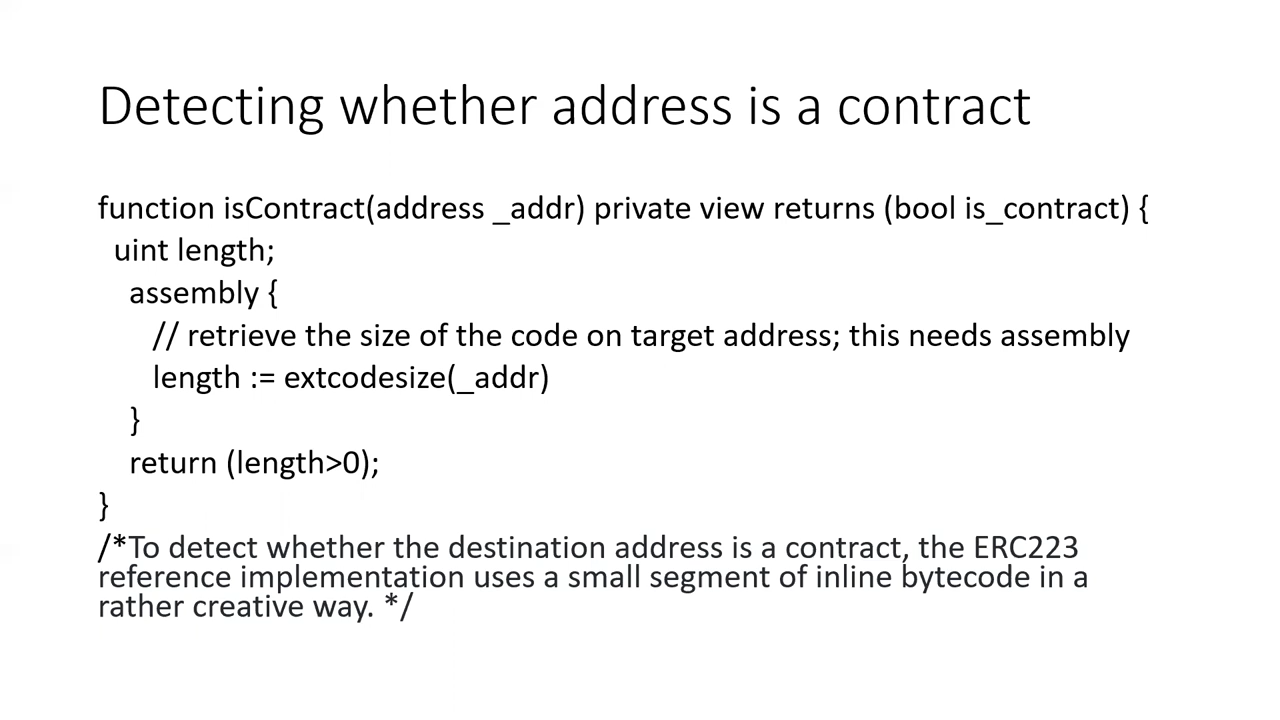 Detecting whether address is a contract
function isContract(address _addr) private view returns (bool is_contract) {
uint length;
assembly {
// retrieve the size of the code on target address; this needs assembly
length := extcodesize(_addr)
}
return (length>0);
}
/*To detect whether the destination address is a contract, the ERC223
reference implementation uses a small segment of inline bytecode in a
rather creative way. */